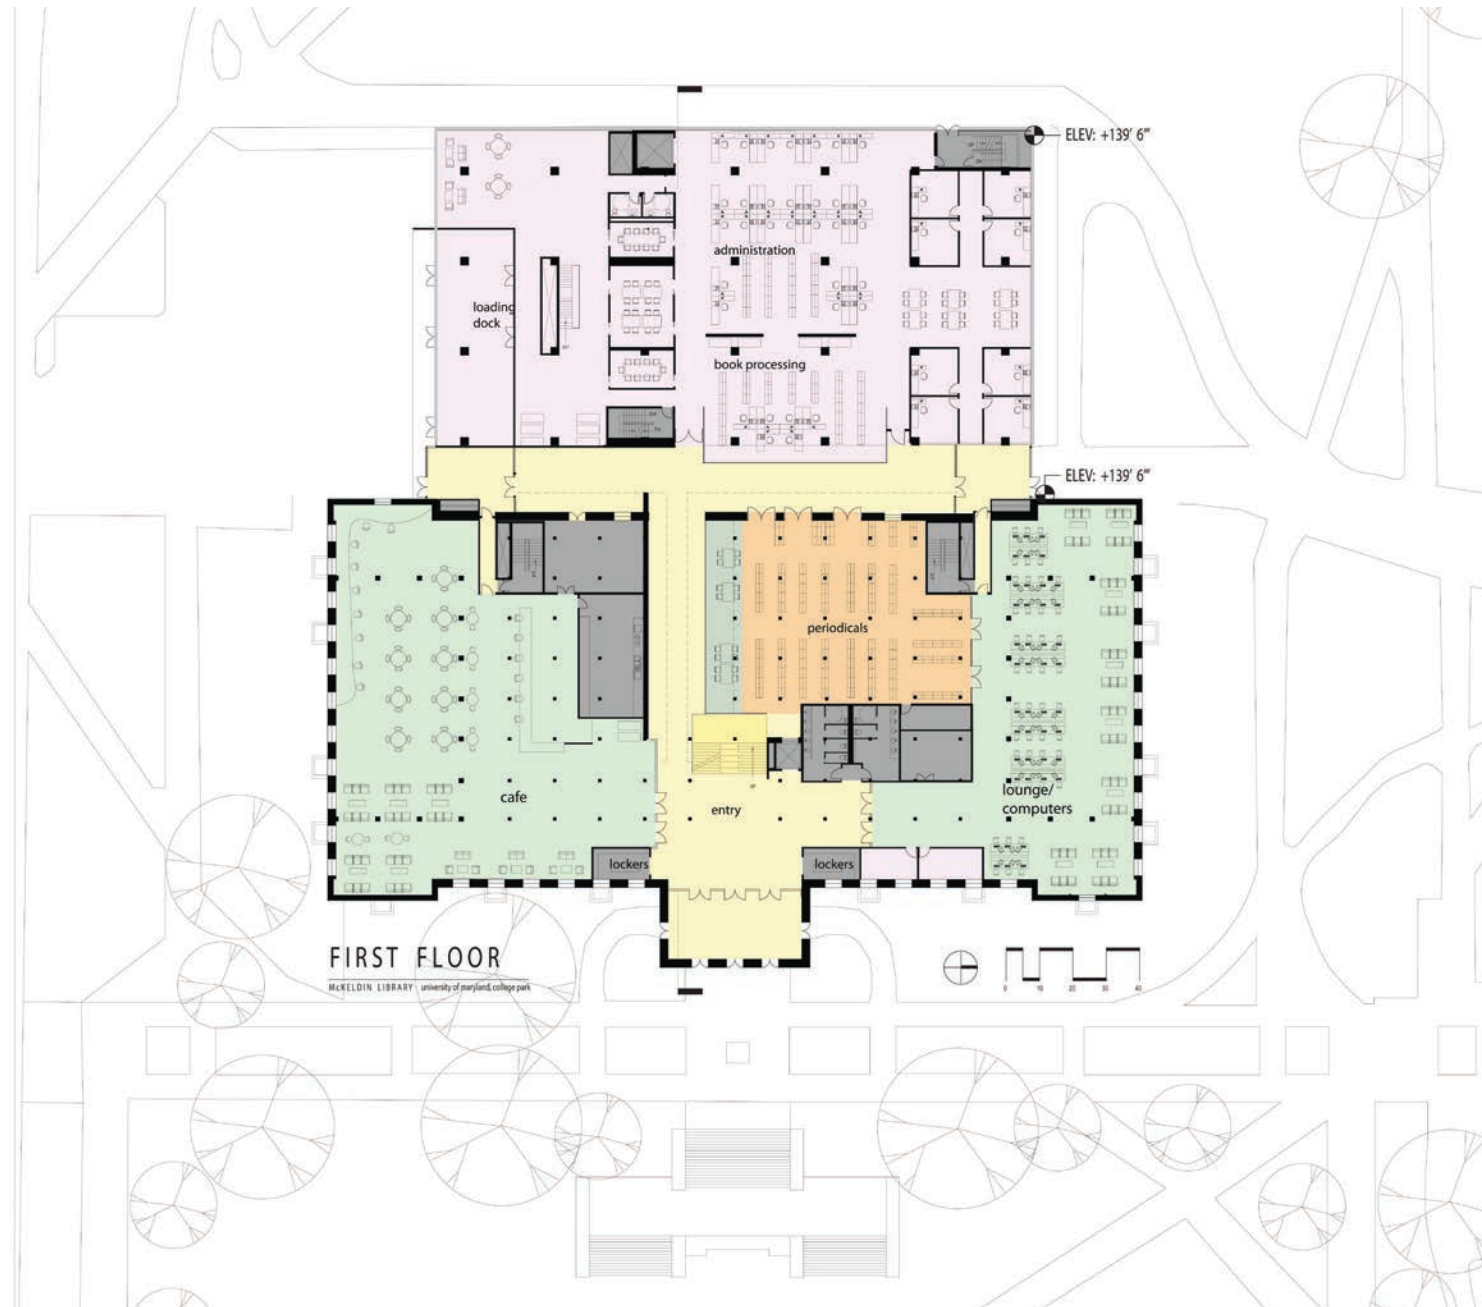 ELEV: +139' 6"
administration
loading
dock
book processing
ELEV: +139' 6"
periodicals
cafe
entry
lounge/
computers
lockers
lockers
FIRST FLOOR
McKELDIN LIBRARY university of maryland, college park
0 10 20 30 40